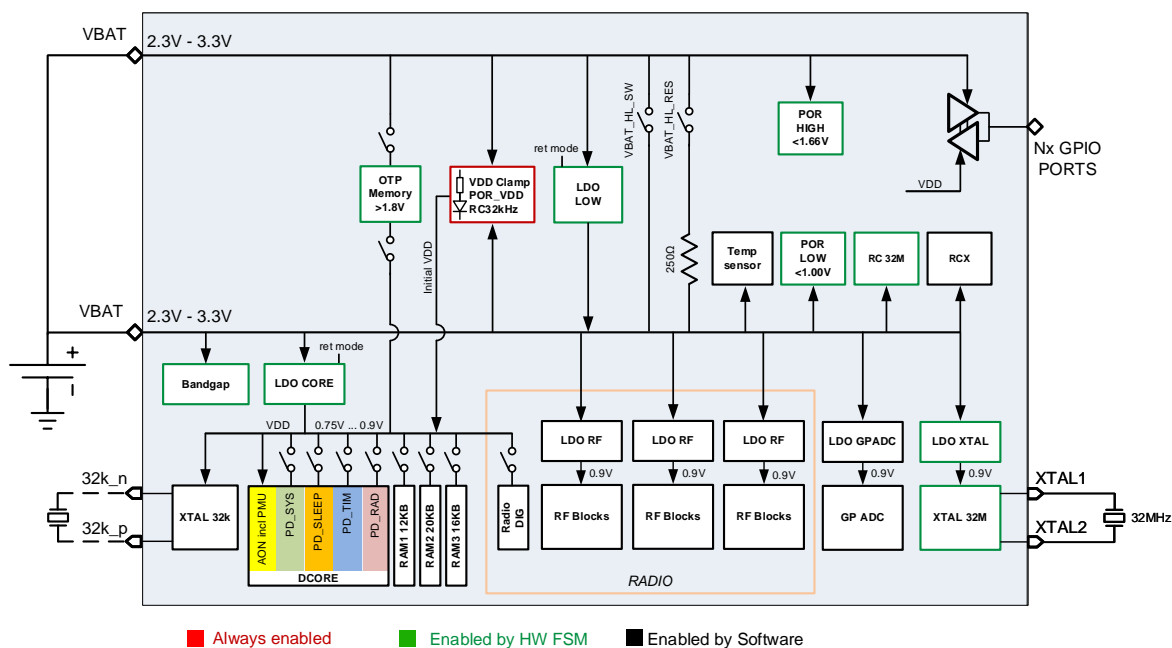 VBAT
2.3V - 3.3V
VBAT_HL_SW
VBAT_HL_RES
POR
HIGH
<1.66V
Nx GPIO
PORTS
VDD
ret mode
OTP
Memory
>1.8V
VDD Clamp
POR_VDD
RC32kHz
LDO
LOW
Initial VDD
250Ω
Temp
sensor
POR
LOW
<1.00V
RC 32M
RCX
VBAT
2.3V - 3.3V
+
ret mode
Bandgap
LDO CORE
VDD 0.75V ... 0.9V
LDO RF
LDO RF
LDO RF
LDO GPADC
LDO XTAL
0.9V
0.9V
0.9V
0.9V
0.9V
32k_n
32k_p
XTAL 32k
AON incl PMU
PD_SYS
PD_SLEEP
PD_TIM
PD_RAD
DCORE
RAM1 12KB
RAM2 20KB
RAM3 16KB
Radio
DIG
RF Blocks
RF Blocks
RF Blocks
GP ADC
XTAL 32M
XTAL1
XTAL2
32MHz
RADIO
Always enabled
Enabled by HW FSM
Enabled by Software